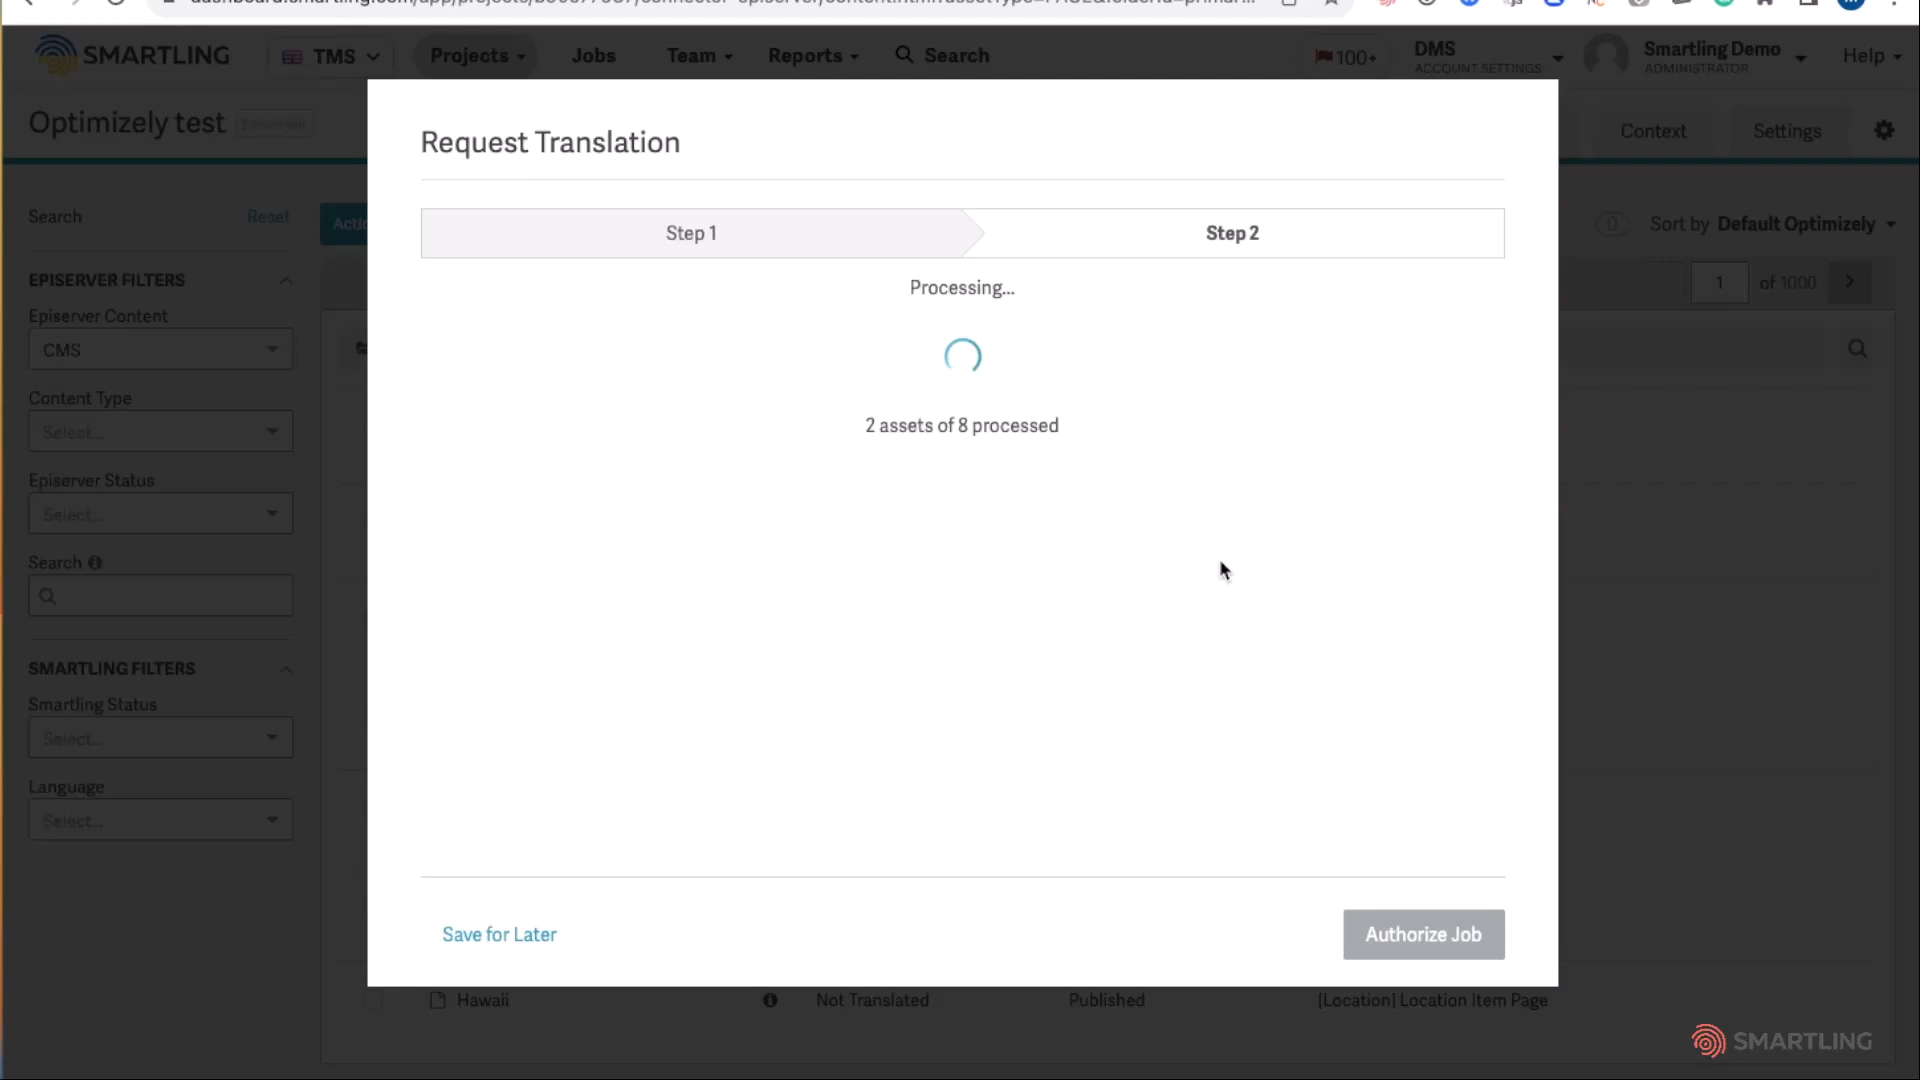 SMARTLING
TMS
Projects
Jobs
Team
Reports
Search
100+
DMS
ACCOUNT SETTINGS
Smartling Demo
ADMINISTRATOR
Help
Optimizely test
Context
Settings
Request Translation
Step 1
Step 2
Processing...
2 assets of 8 processed
Save for Later
Authorize Job
Search
Reset
EPISERVER FILTERS
Episerver Content
CMS
Content Type
Select...
Episerver Status
Select...
Search
SMARTLING FILTERS
Smartling Status
Select...
Language
Select...
0
Sort by Default Optimizely
1 of 1000
Hawaii
Not Translated
Published
[Location] Location Item Page
SMARTLING